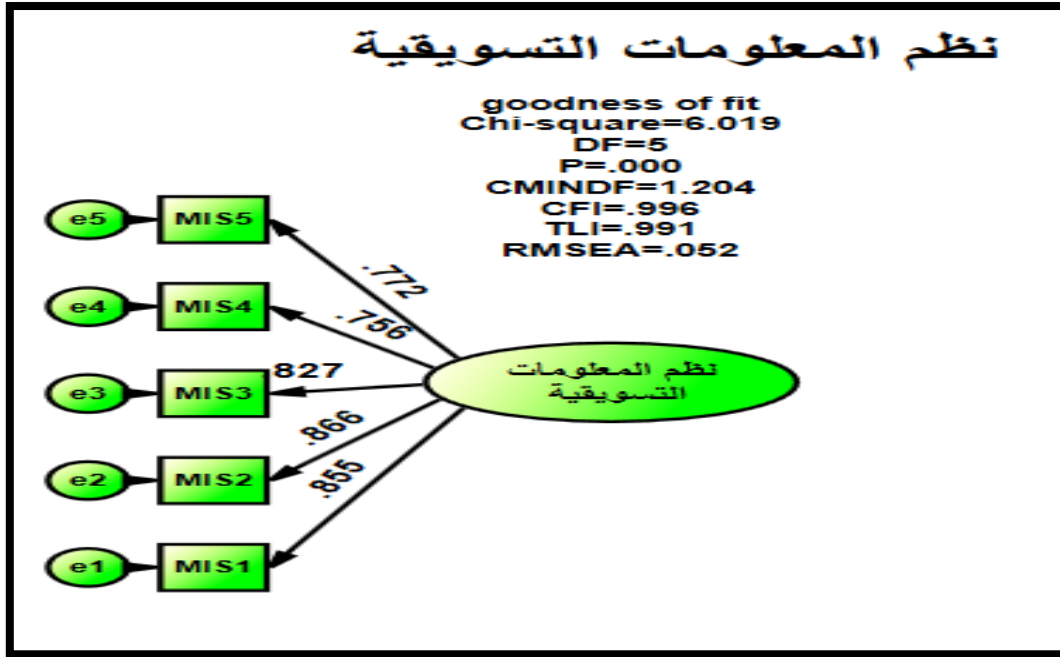 نظم المعلومات التسويقية
goodness of fit
Chi-square=6.019
DF=5
P=.000
CMINDF=1.204
CFI=.996
TLI=.991
RMSEA=.052
e5
MIS5
.772
e4
MIS4
.756
e3
MIS3
827
نظم المعلومات
التسويقية
e2
MIS2
.866
e1
MIS1
.855